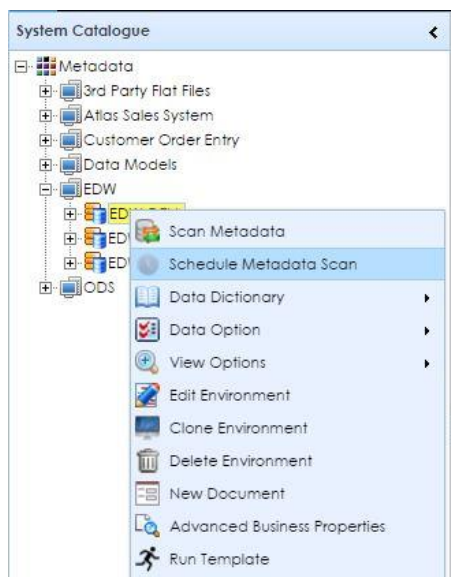 System Catalogue
Metadata
3rd Party Flat Files
Atlas Sales System
Customer Order Entry
Data Models
EDW
Scan Metadata
Schedule Metadata Scan
ODS
Data Dictionary
Data Option
View Options
Edit Environment
Clone Environment
Delete Environment
New Document
Advanced Business Properties
Run Template